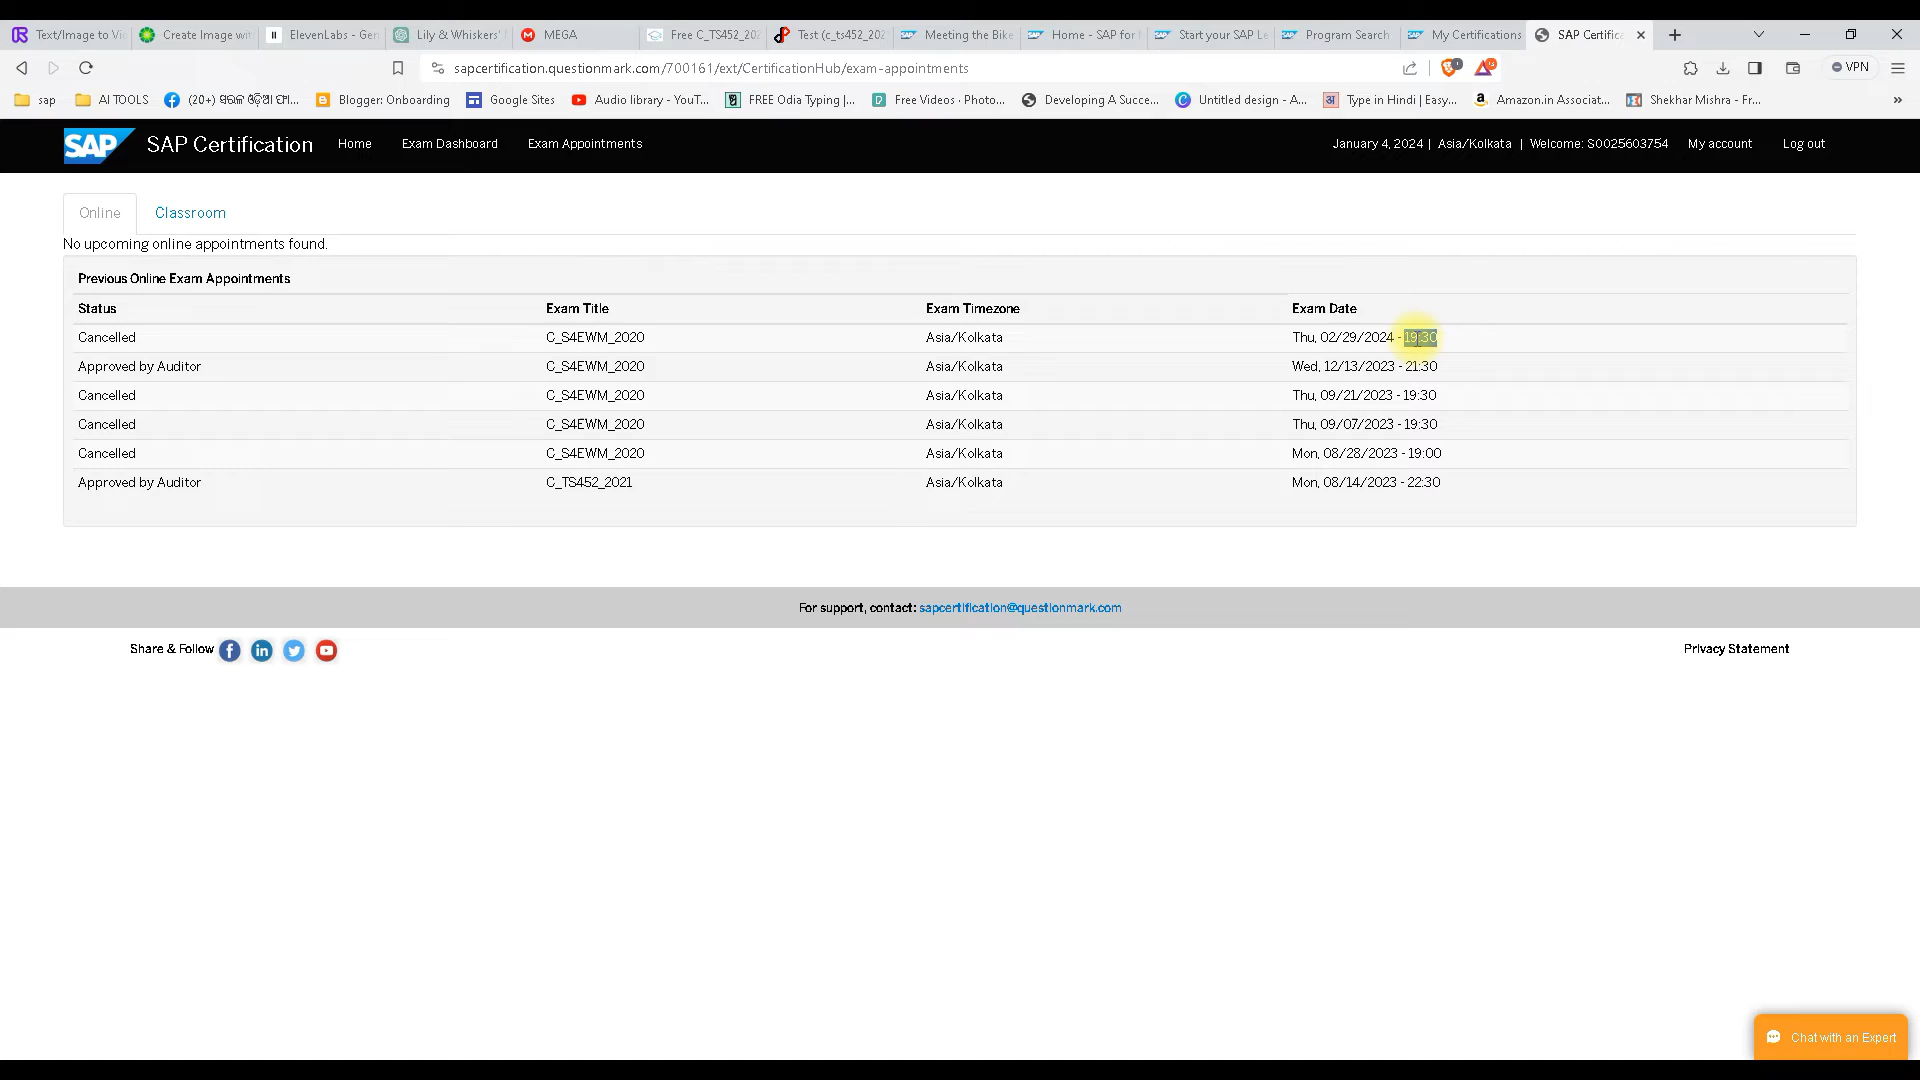 Text/Image to Vi
Create Image wit
ElevenLabs - Gen
Lily & Whiskers'
MEGA
Free C_TS452_202
Test (c_ts452_202
Meeting the Bike
Home - SAP for
Start your SAP Le
Program Search
My Certifications
SAP Certific
sapcertification.questionmark.com/700161/ext/CertificationHub/exam-appointments
VPN
sap
AI TOOLS
Blogger: Onboarding
Google Sites
Audio library - YouT...
FREE Odia Typing |...
Free Videos · Photo...
Developing A Succe...
Untitled design - A...
Type in Hindi | Easy...
Amazon.in Associat...
Shekhar Mishra - Fr...
SAP
SAP Certification
Home
Exam Dashboard
Exam Appointments
January 4, 2024 | Asia/Kolkata | Welcome: S0025603754
My account
Log out
Online
Classroom
No upcoming online appointments found.
Previous Online Exam Appointments
Status Exam Title Exam Timezone Exam Date
Cancelled C_S4EWM_2020 Asia/Kolkata Thu, 02/29/2024 - 19:30
Approved by Auditor C_S4EWM_2020 Asia/Kolkata Wed, 12/13/2023 - 21:30
Cancelled C_S4EWM_2020 Asia/Kolkata Thu, 09/21/2023 - 19:30
Cancelled C_S4EWM_2020 Asia/Kolkata Thu, 09/07/2023 - 19:30
Cancelled C_S4EWM_2020 Asia/Kolkata Mon, 08/28/2023 - 19:00
Approved by Auditor C_TS452_2021 Asia/Kolkata Mon, 08/14/2023 - 22:30
For support, contact: sapcertification@questionmark.com
Share & Follow
Privacy Statement
Chat with an Expert